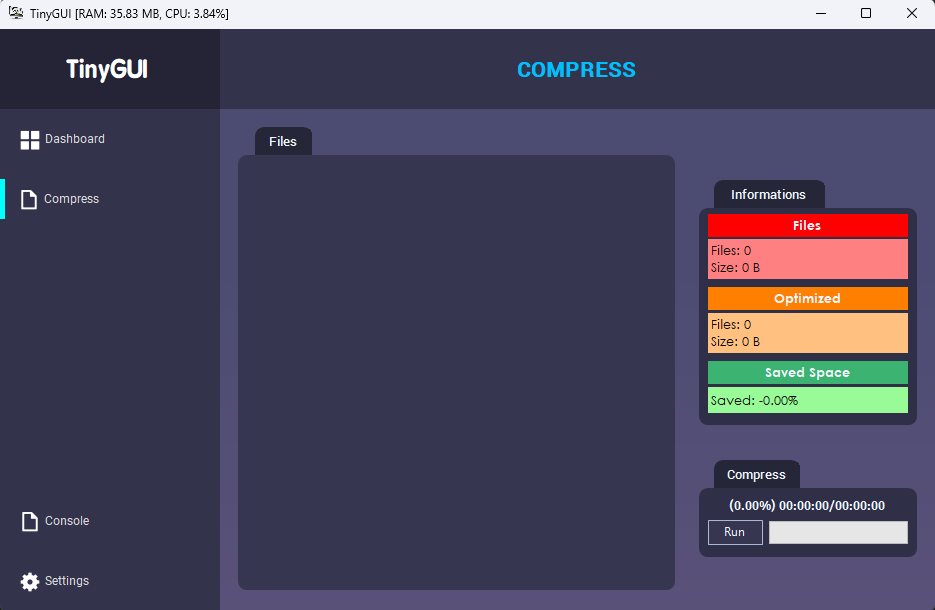 TinyGUI [RAM: 35.83 MB, CPU: 3.84%]
TinyGUI
COMPRESS
Dashboard
Compress
Console
Settings
Files
Informations
Files
Files: 0
Size: 0 B
Optimized
Files: 0
Size: 0 B
Saved Space
Saved: -0.00%
Compress
(0.00%) 00:00:00/00:00:00
Run